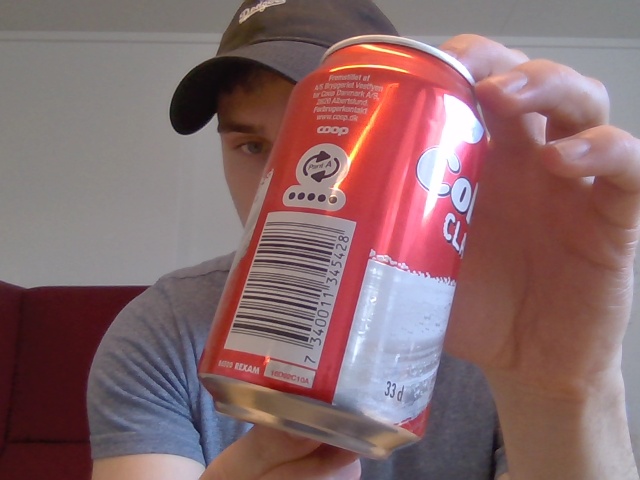 Fremstillet af
A/S Bryggeriet Vestfyen
for Coop Danmark A/S,
2620 Albertslund.
Forbrugerkontakt
www.coop.dk
coop
Pant A
7 340011 345428
REXAM
Co
CLA
33 cl